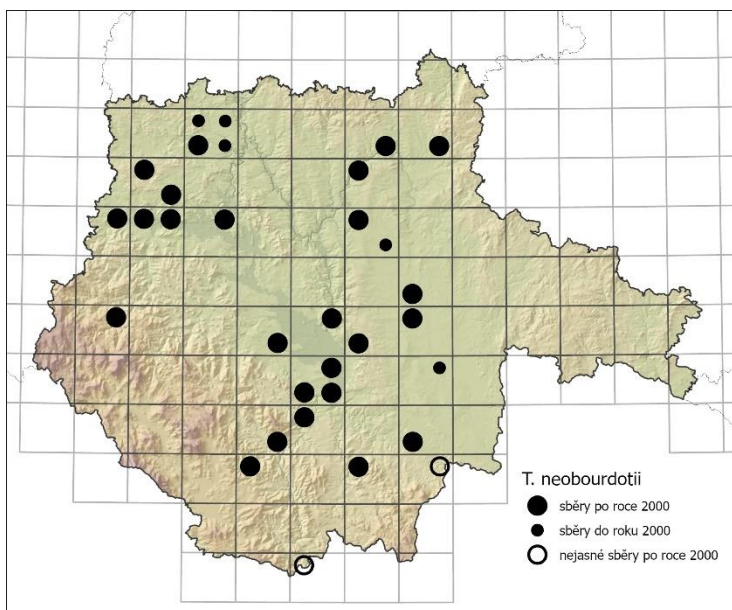 T. neobourdotii
sběry po roce 2000
sběry do roku 2000
nejasné sběry po roce 2000